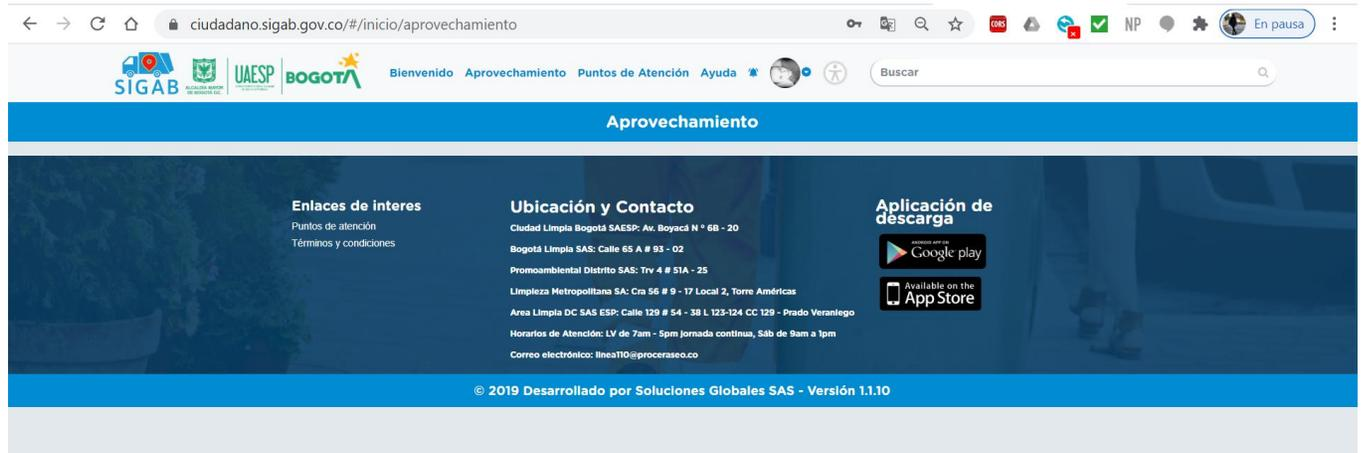 ciudadano.sigab.gov.co/#/inicio/aprovechamiento
CORS
NP
En pausa
SIGAB
UAESP
BOGOTÁ
Bienvenido Aprovechamiento Puntos de Atención Ayuda
Buscar
Aprovechamiento
Enlaces de interes
Puntos de atención
Términos y condiciones
Ubicación y Contacto
Ciudad Limpia Bogotá SAESP: Av. Boyacá N º 6B - 20
Bogotá Limpia SAS: Calle 65 A # 93 - 02
Promoambiental Distrito SAS: Trv 4 # 51A - 25
Limpieza Metropolitana SA: Cra 56 # 9 - 17 Local 2, Torre Américas
Area Limpia DC SAS ESP: Calle 129 # 54 - 38 L 123-124 CC 129 - Prado Veraniego
Horarios de Atención: LV de 7am - 5pm jornada continua, Sáb de 9am a 1pm
Correo electrónico: linea110@proceraseo.co
Aplicación de
descarga
ANDROID APP ON
Google play
Available on the
App Store
© 2019 Desarrollado por Soluciones Globales SAS - Versión 1.1.10